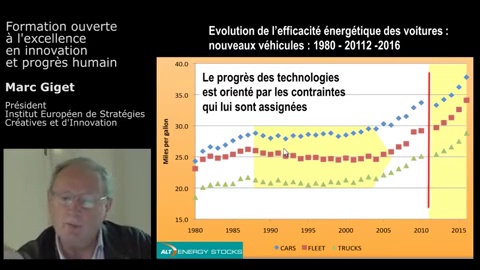 Formation ouverte
à l'excellence
en innovation
et progrès humain
Marc Giget
Président
Institut Européen de Stratégies
Créatives et d'Innovation
Evolution de l'efficacité énergétique des voitures :
nouveaux véhicules : 1980 - 20112 -2016
Le progrès des technologies
est orienté par les contraintes
qui lui sont assignées
Miles per gallon
40.0
35.0
30.0
25.0
20.0
15.0
1980 1985 1990 1995 2000 2005 2010 2015
ALTENERGY STOCKS
CARS FLEET TRUCKS